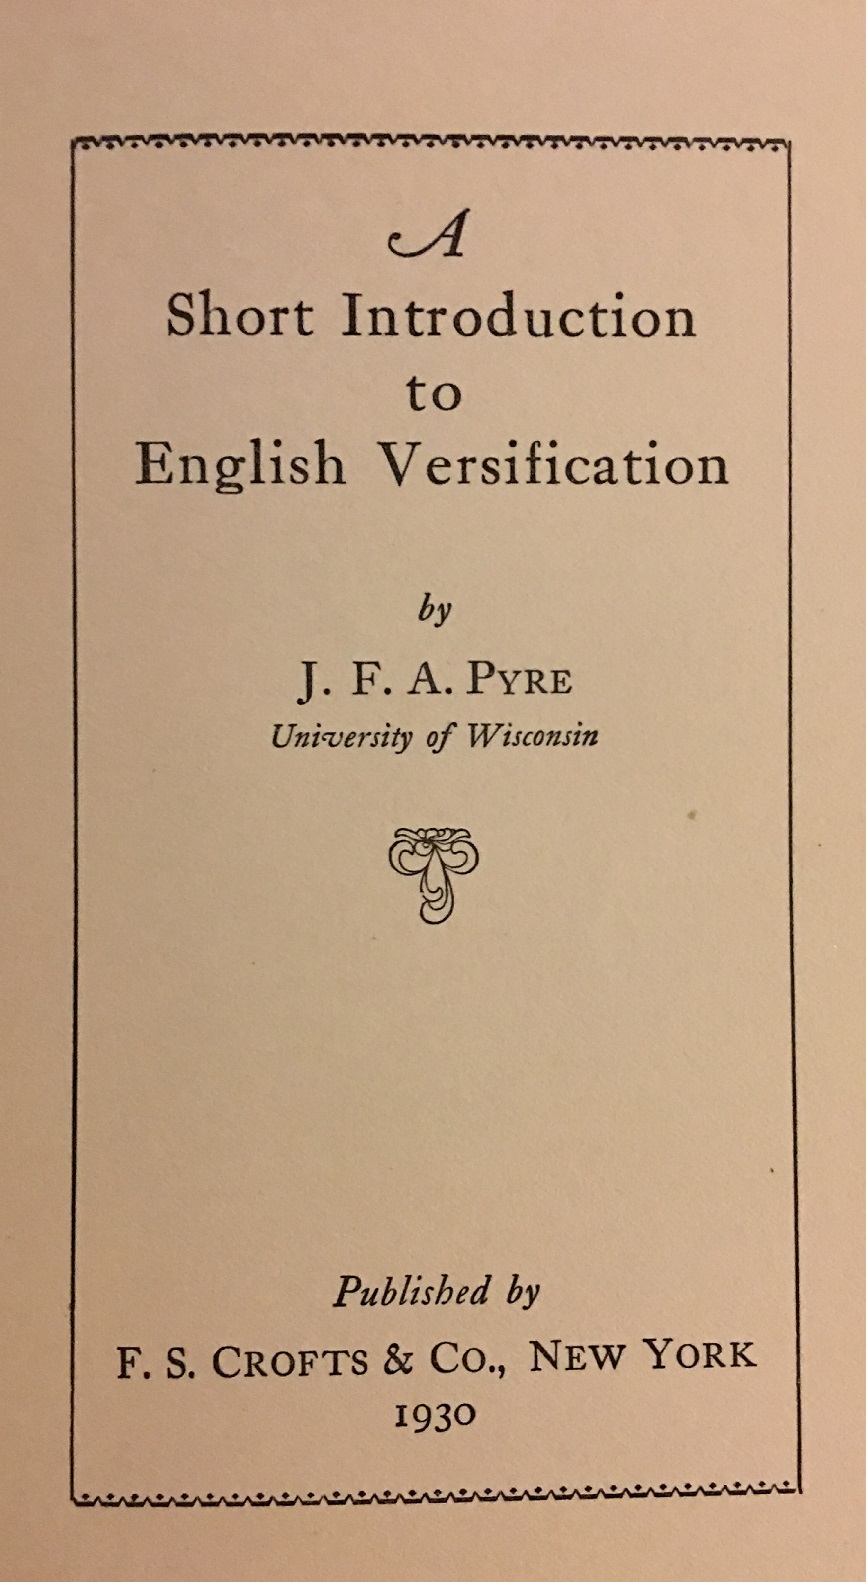 A
Short Introduction
to
English Versification
by
J. F. A. PYRE
University of Wisconsin
Published by
F. S. CROFTS & CO., NEW YORK
1930